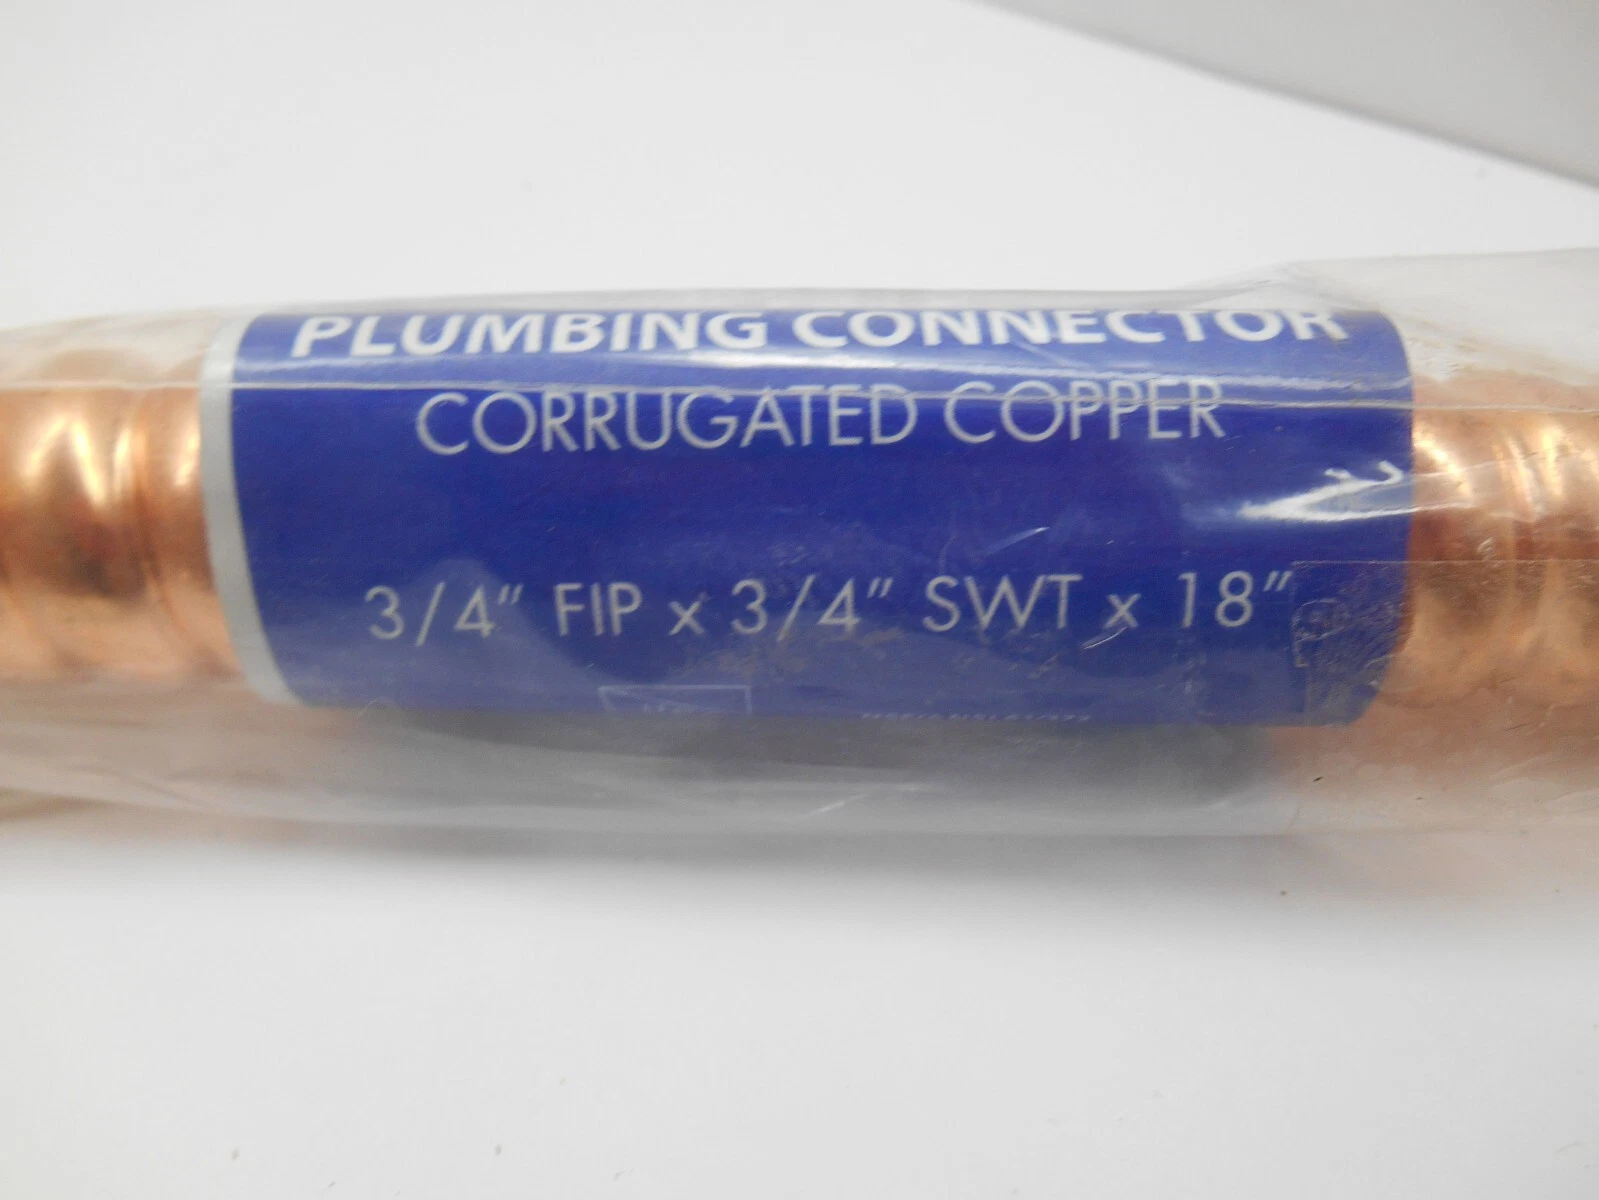 PLUMBING CONNECTOR
CORRUGATED COPPER
3/4" FIP x 3/4" SWT x 18"